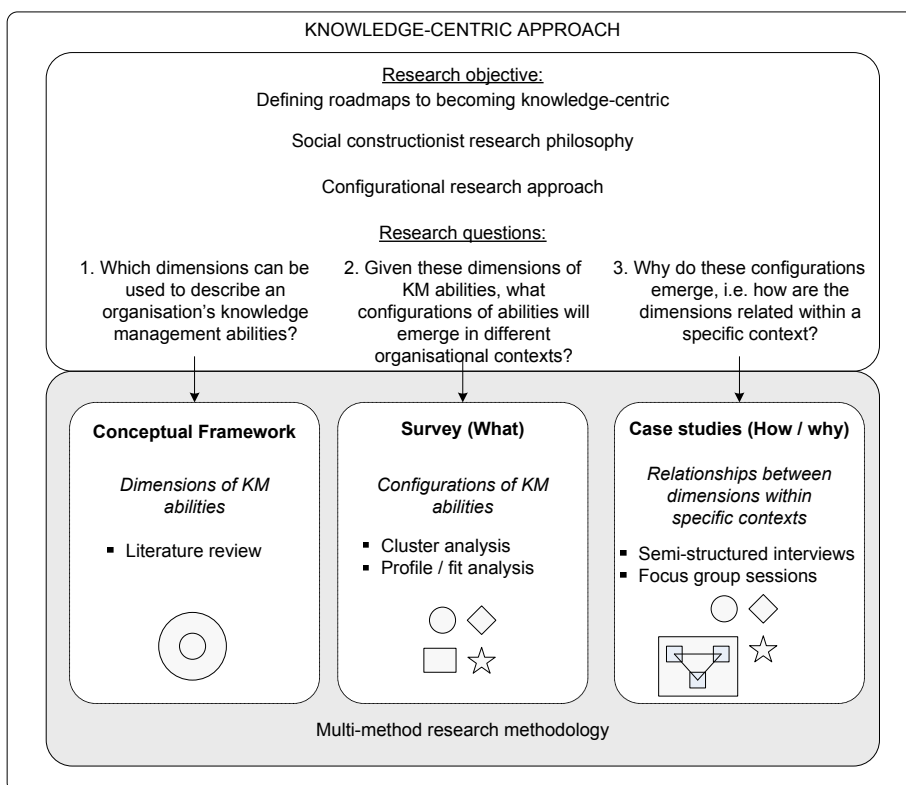 KNOWLEDGE-CENTRIC APPROACH
Research objective:
Defining roadmaps to becoming knowledge-centric
Social constructionist research philosophy
Configurational research approach
Research questions:
1. Which dimensions can be
used to describe an
organisation's knowledge
management abilities?
2. Given these dimensions of
KM abilities, what
configurations of abilities will
emerge in different
organisational contexts?
3. Why do these configurations
emerge, i.e. how are the
dimensions related within a
specific context?
Conceptual Framework
Dimensions of KM
abilities
▪ Literature review
Survey (What)
Configurations of KM
abilities
▪ Cluster analysis
▪ Profile / fit analysis
Case studies (How / why)
Relationships between
dimensions within
specific contexts
▪ Semi-structured interviews
▪ Focus group sessions
Multi-method research methodology